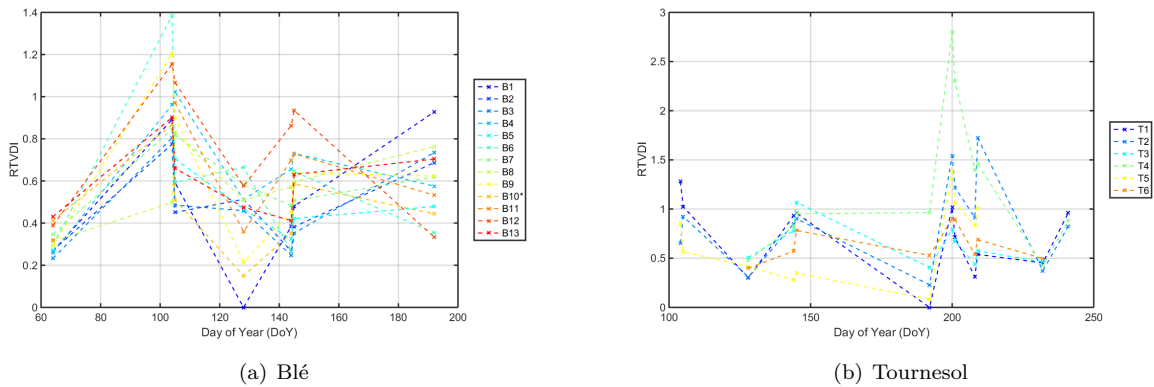 1.4
1.2
1
0.8
0.6
0.4
0.2
0
RTVDI
60 80 100 120 140 160 180 200
Day of Year (DoY)
B1
B2
B3
B4
B5
B6
B7
B8
B9
B10*
B11
B12
B13
(a) Blé
3
2.5
2
1.5
1
0.5
0
RTVDI
100 150 200 250
Day of Year (DoY)
T1
T2
T3
T4
T5
T6
(b) Tournesol